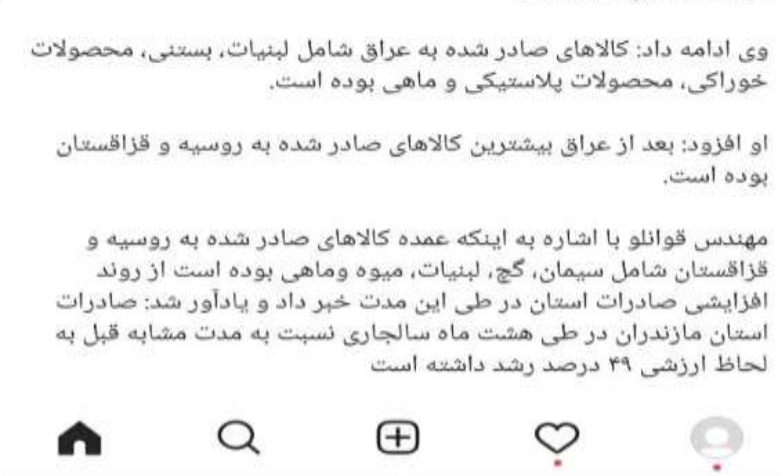 وی ادامه داد: کالاهای صادر شده به عراق شامل لبنیات، بستنی، محصولات
خوراکی، محصولات پلاستیکی و ماهی بوده است.
او افزود: بعد از عراق بیشترین کالاهای صادر شده به روسیه و قزاقستان
بوده است.
مهندس قوانلو با اشاره به اینکه عمده کالاهای صادر شده به روسیه و
قزاقستان شامل سیمان، گچ، لبنیات، میوه وماهی بوده است از روند
افزایشی صادرات استان در طی این مدت خبر داد و یادآور شد: صادرات
استان مازندران در طی هشت ماه سالجاری نسبت به مدت مشابه قبل به
لحاظ ارزشی ۴۹ درصد رشد داشته است